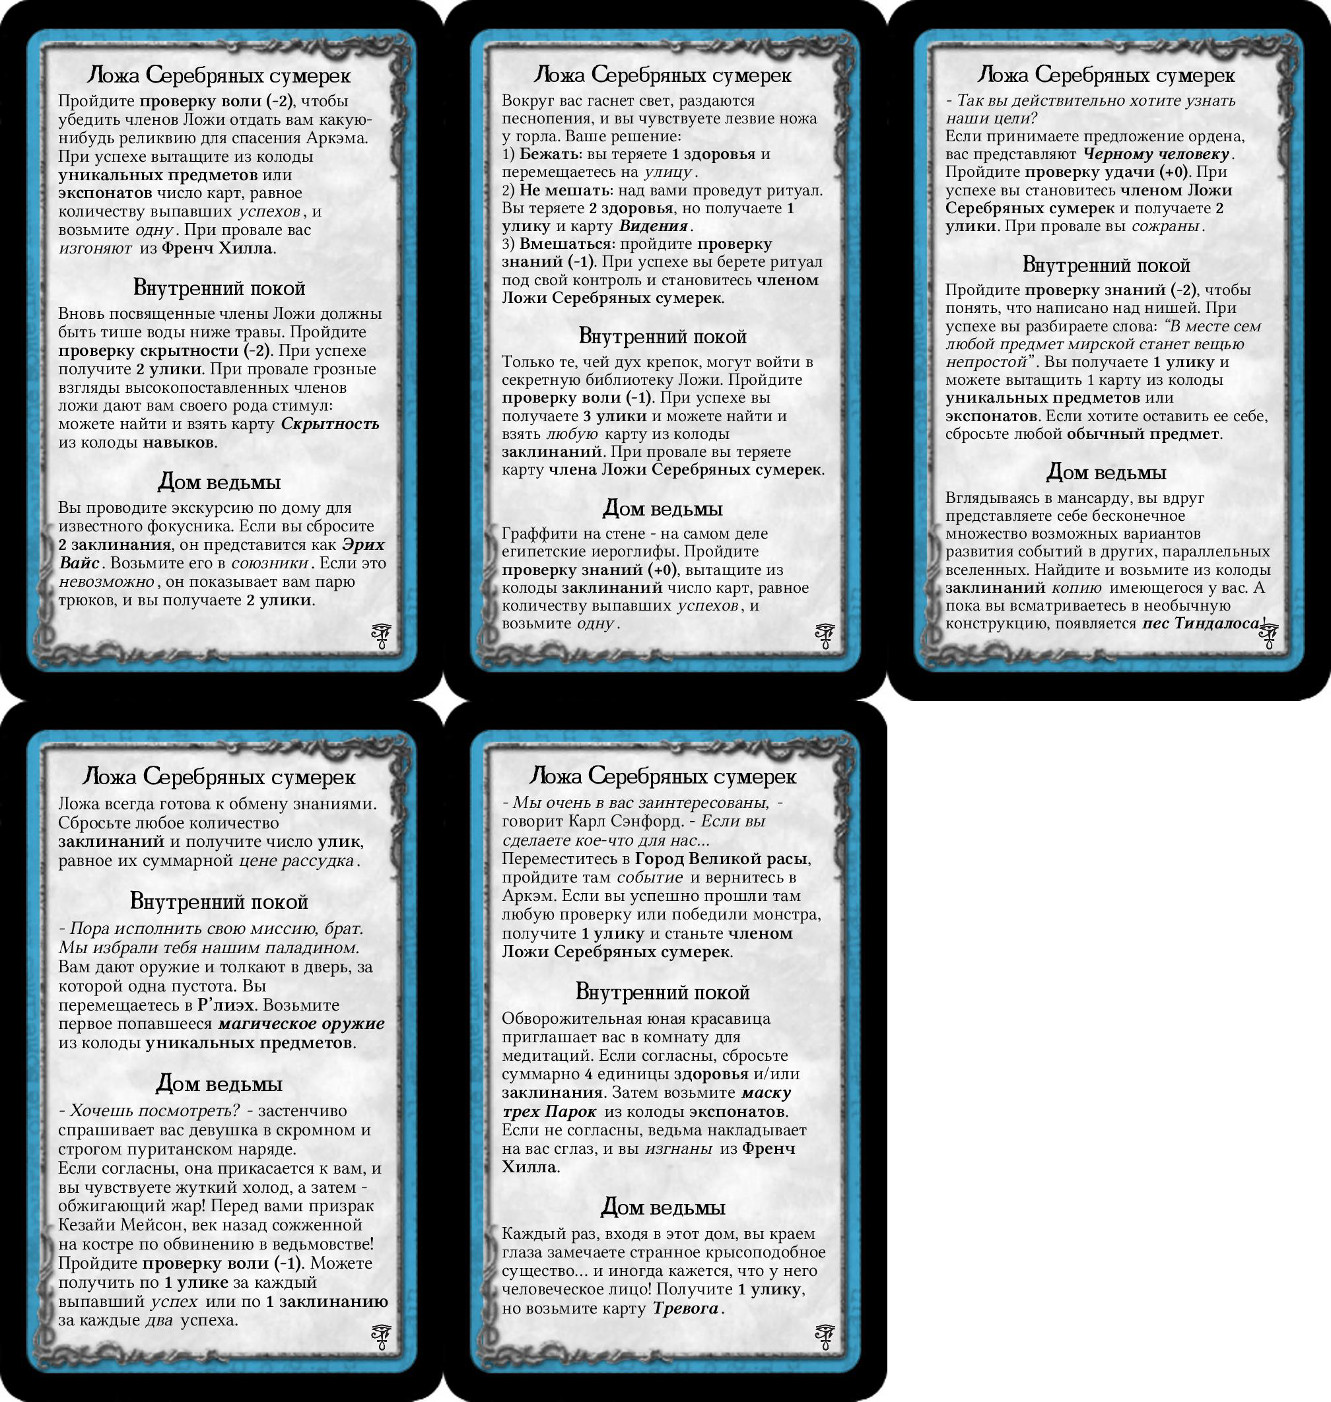 Ложа Серебряных сумерек
Пройдите проверку воли (-2), чтобы
убедить членов Ложи отдать вам какую-
нибудь реликвию для спасения Аркэма.
При успехе вытащите из колоды
уникальных предметов или
экспонатов число карт, равное
количеству выпавших успехов, и
возьмите одну. При провале вас
изгоняют из Френч Хилла.
Внутренний покой
Вновь посвященные члены Ложи должны
быть тише воды ниже травы. Пройдите
проверку скрытности (-2). При успехе
получите 2 улики. При провале грозные
взгляды высокопоставленных членов
ложи дают вам своего рода стимул:
можете найти и взять карту Скрытность
из колоды навыков.
Дом ведьмы
Вы проводите экскурсию по дому для
известного фокусника. Если вы сбросите
2 заклинания, он представится как Эрих
Вайс. Возьмите его в союзники. Если это
невозможно, он показывает вам парю
трюков, и вы получаете 2 улики.
Ложа Серебряных сумерек
Вокруг вас гаснет свет, раздаются
песнопения, и вы чувствуете лезвие ножа
у горла. Ваше решение:
1) Бежать: вы теряете 1 здоровья и
перемещаетесь на улицу.
2) Не мешать: над вами проведут ритуал.
Вы теряете 2 здоровья, но получаете 1
улику и карту Видения.
3) Вмешаться: пройдите проверку
знаний (-1). При успехе вы берете ритуал
под свой контроль и становитесь членом
Ложи Серебряных сумерек.
Внутренний покой
Только те, чей дух крепок, могут войти в
секретную библиотеку Ложи. Пройдите
проверку воли (-1). При успехе вы
получаете 3 улики и можете найти и
взять любую карту из колоды
заклинаний. При провале вы теряете
карту члена Ложи Серебряных сумерек.
Дом ведьмы
Граффити на стене - на самом деле
египетские иероглифы. Пройдите
проверку знаний (+0), вытащите из
колоды заклинаний число карт, равное
количеству выпавших успехов, и
возьмите одну.
Ложа Серебряных сумерек
- Так вы действительно хотите узнать
наши цели?
Если принимаете предложение ордена,
вас представляют Черному человеку.
Пройдите проверку удачи (+0). При
успехе вы становитесь членом Ложи
Серебряных сумерек и получаете 2
улики. При провале вы сожраны.
Внутренний покой
Пройдите проверку знаний (-2), чтобы
понять, что написано над нишей. При
успехе вы разбираете слова: "В месте сем
любой предмет мирской станет вещью
непростой". Вы получаете 1 улику и
можете вытащить 1 карту из колоды
уникальных предметов или
экспонатов. Если хотите оставить ее себе,
сбросьте любой обычный предмет.
Дом ведьмы
Вглядываясь в мансарду, вы вдруг
представляете себе бесконечное
множество возможных вариантов
развития событий в других, параллельных
вселенных. Найдите и возьмите из колоды
заклинаний копию имеющегося у вас. А
пока вы всматриваетесь в необычную
конструкцию, появляется пес Тиндалоса!
Ложа Серебряных сумерек
Ложа всегда готова к обмену знаниями.
Сбросьте любое количество
заклинаний и получите число улик,
равное их суммарной цене рассудка.
Внутренний покой
- Пора исполнить свою миссию, брат.
Мы избрали тебя нашим паладином.
Вам дают оружие и толкают в дверь, за
которой одна пустота. Вы
перемещаетесь в Р'лиэх. Возьмите
первое попавшееся магическое оружие
из колоды уникальных предметов.
Дом ведьмы
- Хочешь посмотреть? - застенчиво
спрашивает вас девушка в скромном и
строгом пуританском наряде.
Если согласны, она прикасается к вам, и
вы чувствуете жуткий холод, а затем -
обжигающий жар! Перед вами призрак
Кезайи Мейсон, век назад сожженной
на костре по обвинению в ведьмовстве!
Пройдите проверку воли (-1). Можете
получить по 1 улике за каждый
выпавший успех или по 1 заклинанию
за каждые два успеха.
Ложа Серебряных сумерек
- Мы очень в вас заинтересованы, -
говорит Карл Сэнфорд. - Если вы
сделаете кое-что для нас...
Переместитесь в Город Великой расы,
пройдите там событие и вернитесь в
Аркэм. Если вы успешно прошли там
любую проверку или победили монстра,
получите 1 улику и станьте членом
Ложи Серебряных сумерек.
Внутренний покой
Обворожительная юная красавица
приглашает вас в комнату для
медитаций. Если согласны, сбросьте
суммарно 4 единицы здоровья и/или
заклинания. Затем возьмите маску
трех Парок из колоды экспонатов.
Если не согласны, ведьма накладывает
на вас сглаз, и вы изгнаны из Френч
Хилла.
Дом ведьмы
Каждый раз, входя в этот дом, вы краем
глаза замечаете странное крысоподобное
существо... и иногда кажется, что у него
человеческое лицо! Получите 1 улику,
но возьмите карту Тревога.